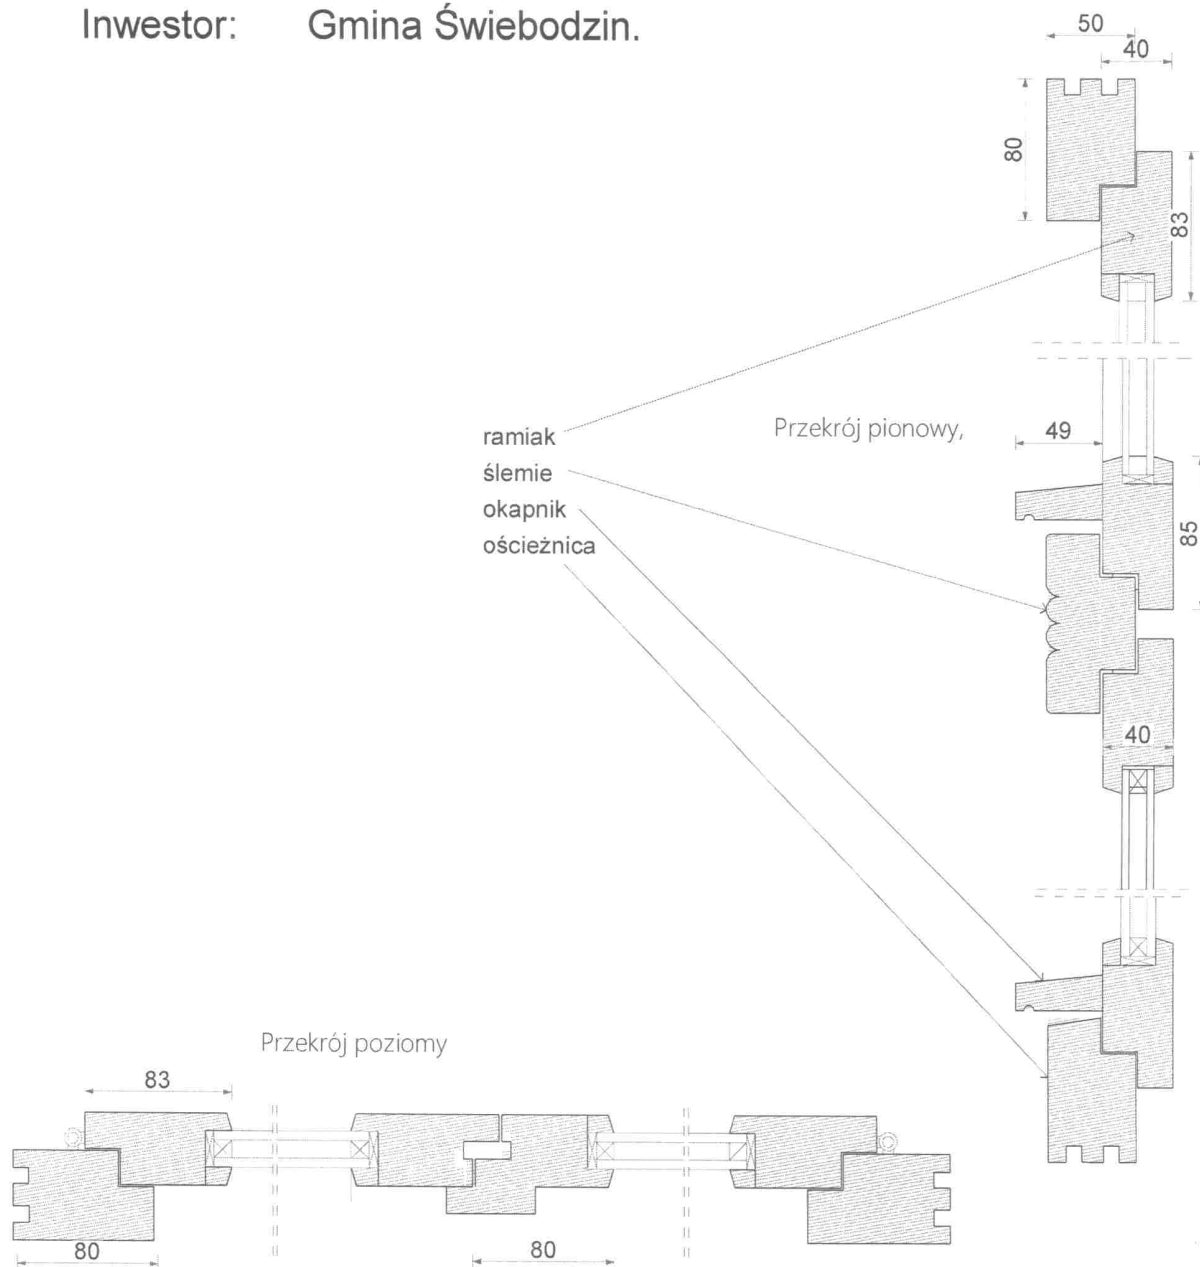 Inwestor: Gmina Świebodzin.
50
40
80
83
ramiak
ślemie
okapnik
ościeżnica
Przekrój pionowy,
49
85
40
Przekrój poziomy
83
80
80